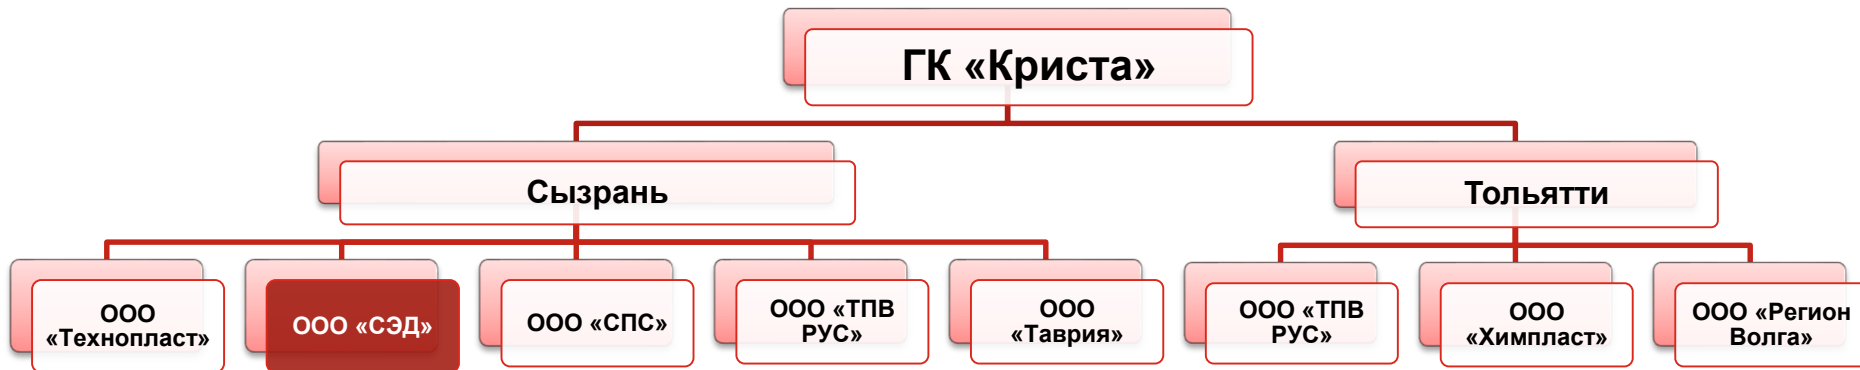 ГК «Криста»
Сызрань
Тольятти
ООО
«Технопласт»
ООО «СЭД»
ООО «СПС»
ООО «ТПВ
РУС»
ООО
«Таврия»
ООО «ТПВ
РУС»
ООО
«Химпласт»
ООО «Регион
Волга»